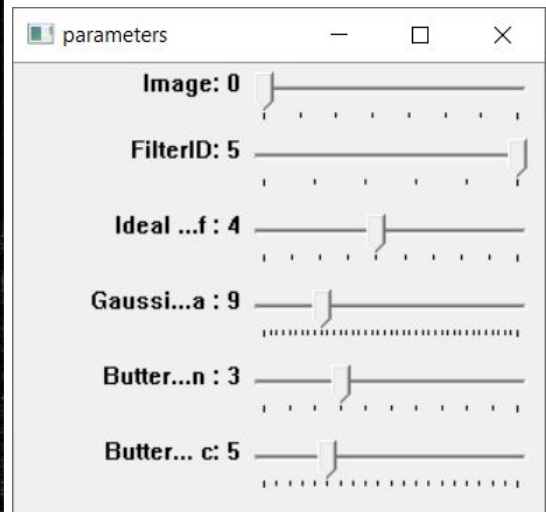 parameters
Image: 0
FilterID: 5
Ideal ...f : 4
Gaussi...a : 9
Butter...n : 3
Butter... c: 5